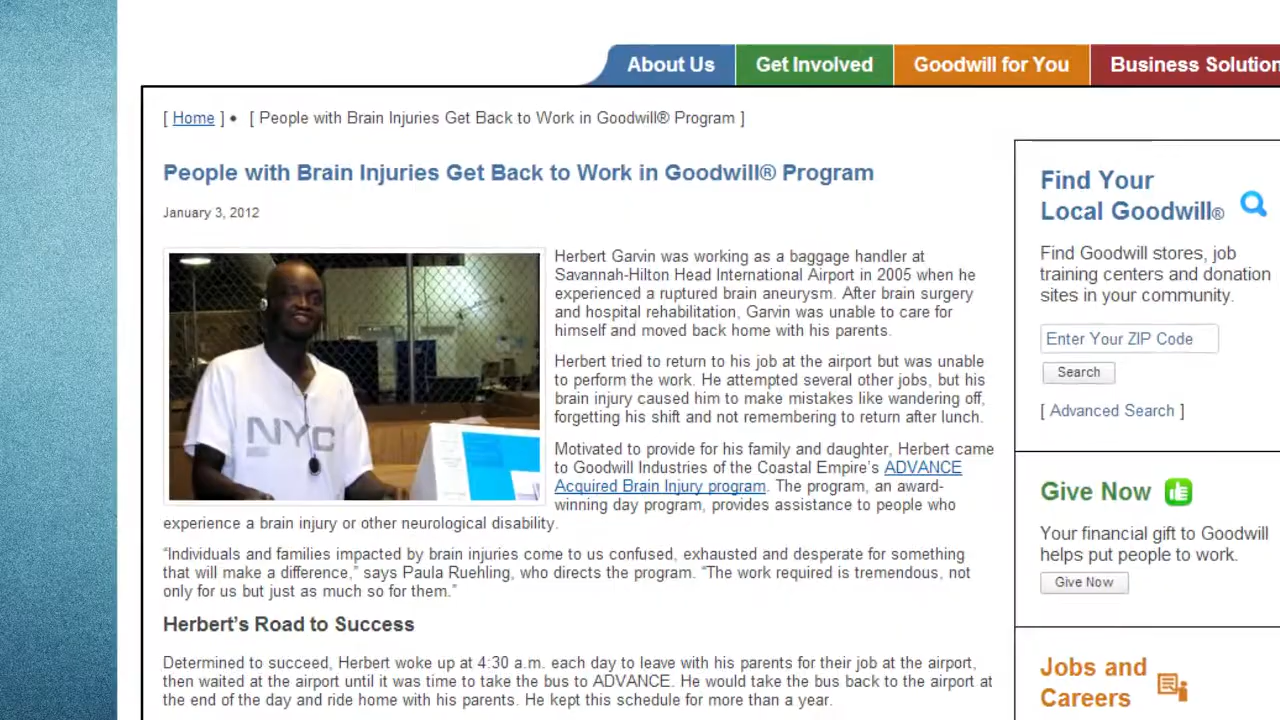 About Us
Get Involved
Goodwill for You
Business Solution
[ Home ] • [ People with Brain Injuries Get Back to Work in Goodwill® Program ]
People with Brain Injuries Get Back to Work in Goodwill® Program
January 3, 2012
NYC
Herbert Garvin was working as a baggage handler at
Savannah-Hilton Head International Airport in 2005 when he
experienced a ruptured brain aneurysm. After brain surgery
and hospital rehabilitation, Garvin was unable to care for
himself and moved back home with his parents.
Herbert tried to return to his job at the airport but was unable
to perform the work. He attempted several other jobs, but his
brain injury caused him to make mistakes like wandering off,
forgetting his shift and not remembering to return after lunch.
Motivated to provide for his family and daughter, Herbert came
to Goodwill Industries of the Coastal Empire's ADVANCE
Acquired Brain Injury program. The program, an award-
winning day program, provides assistance to people who
experience a brain injury or other neurological disability.
“Individuals and families impacted by brain injuries come to us confused, exhausted and desperate for something
that will make a difference,” says Paula Ruehling, who directs the program. “The work required is tremendous, not
only for us but just as much so for them.”
Herbert's Road to Success
Determined to succeed, Herbert woke up at 4:30 a.m. each day to leave with his parents for their job at the airport,
then waited at the airport until it was time to take the bus to ADVANCE. He would take the bus back to the airport at
the end of the day and ride home with his parents. He kept this schedule for more than a year.
Find Your
Local Goodwill®
Find Goodwill stores, job
training centers and donation
sites in your community.
Enter Your ZIP Code
Search
[ Advanced Search ]
Give Now
Your financial gift to Goodwill
helps put people to work.
Give Now
Jobs and
Careers